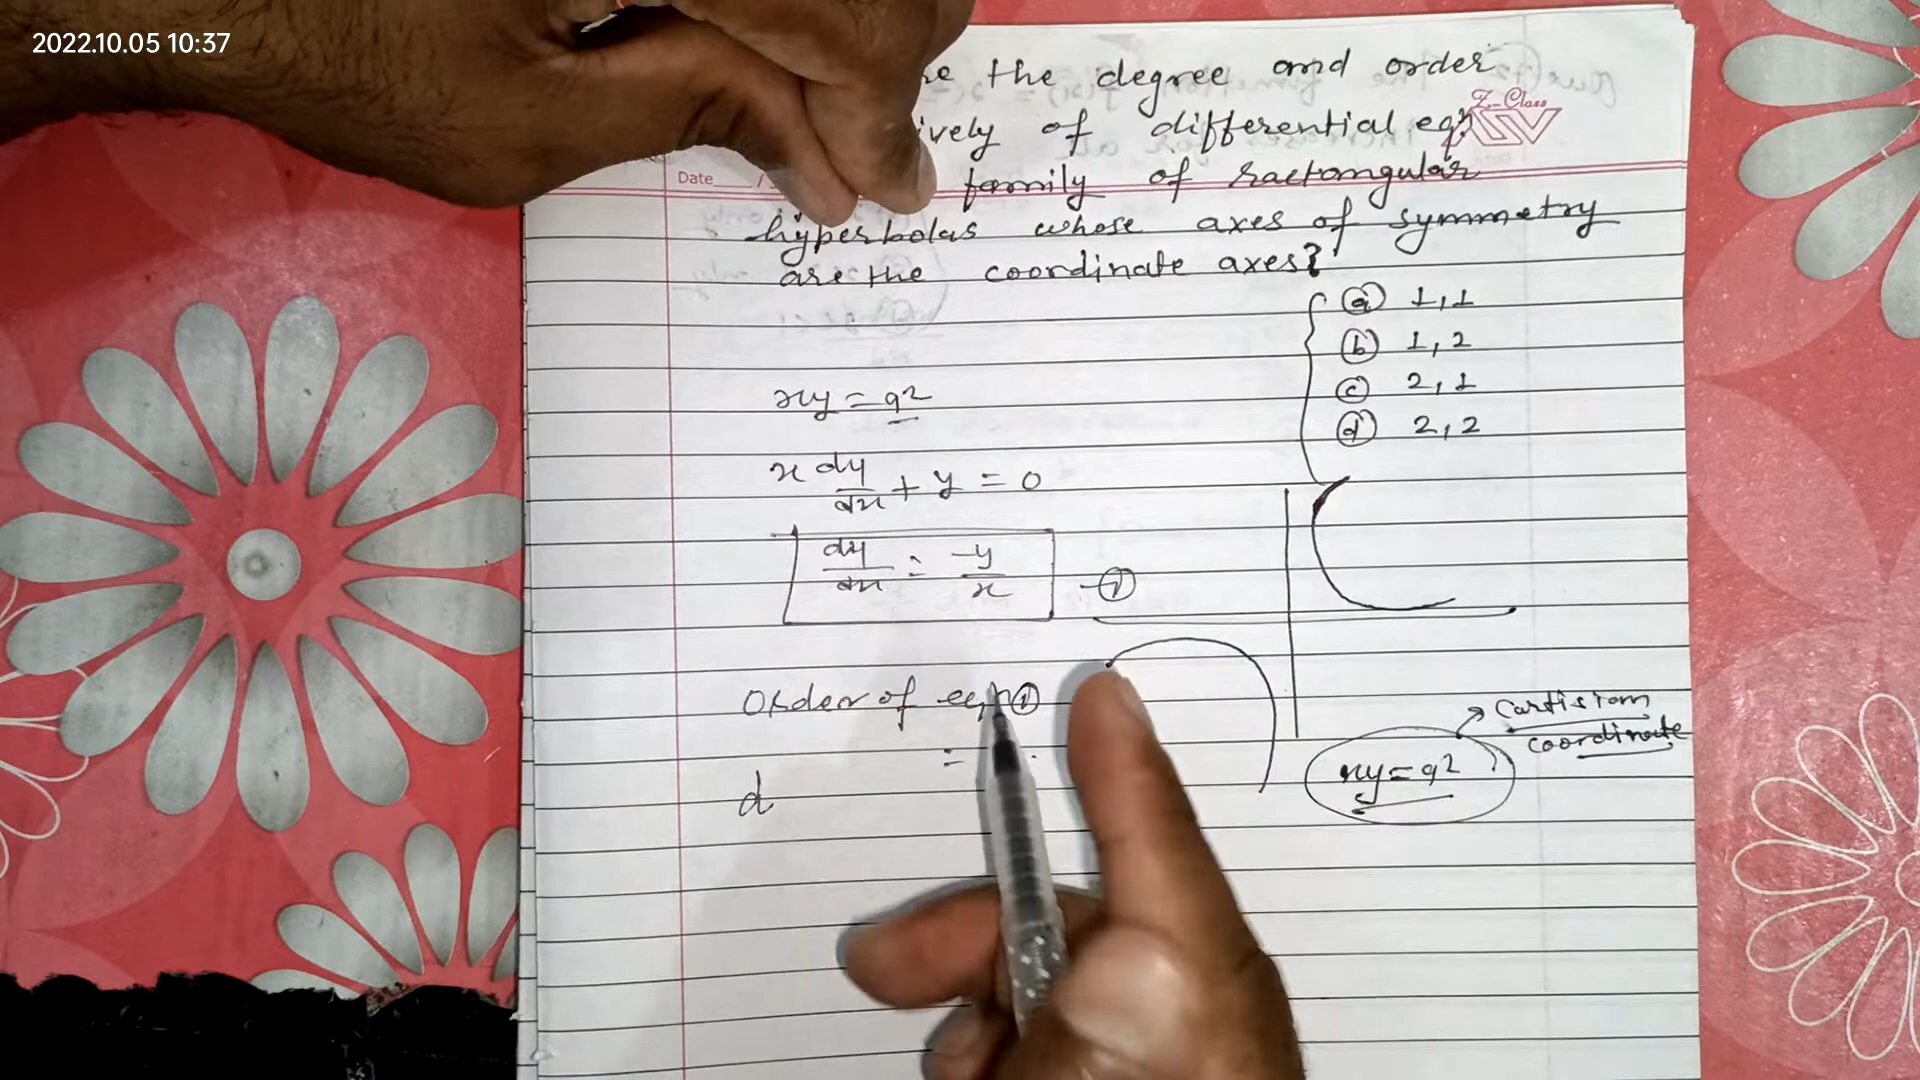 2022.10.05 10:37
the degree and order
ively of differential eqn
Z-Class
Date
family of ractongular
hyperbolas whose axes of symmetry
are the coordinate axes?
(a) 1,1
(b) 1,2
(c) 2,1
(d) 2,2
xy = a²
x dy/dx + y = 0
dy/dx = -y/x - (1)
Order of eqn (1)
=
d
Cartisian
coordinate
xy = a²